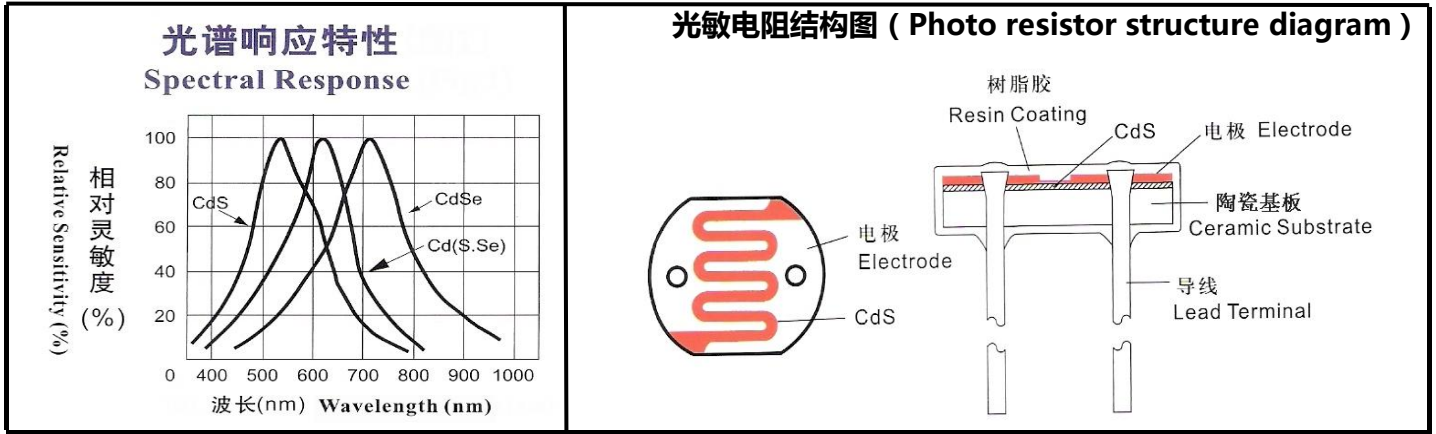 光谱响应特性
Spectral Response
相对灵敏度
(%)
Relative Sensitivity (%)
100
80
60
40
20
CdS
CdSe
Cd(S.Se)
0 400 500 600 700 800 900 1000
波长(nm) Wavelength (nm)
光敏电阻结构图（Photo resistor structure diagram）
电极
Electrode
CdS
树脂胶
Resin Coating
CdS
电极 Electrode
陶瓷基板
Ceramic Substrate
导线
Lead Terminal